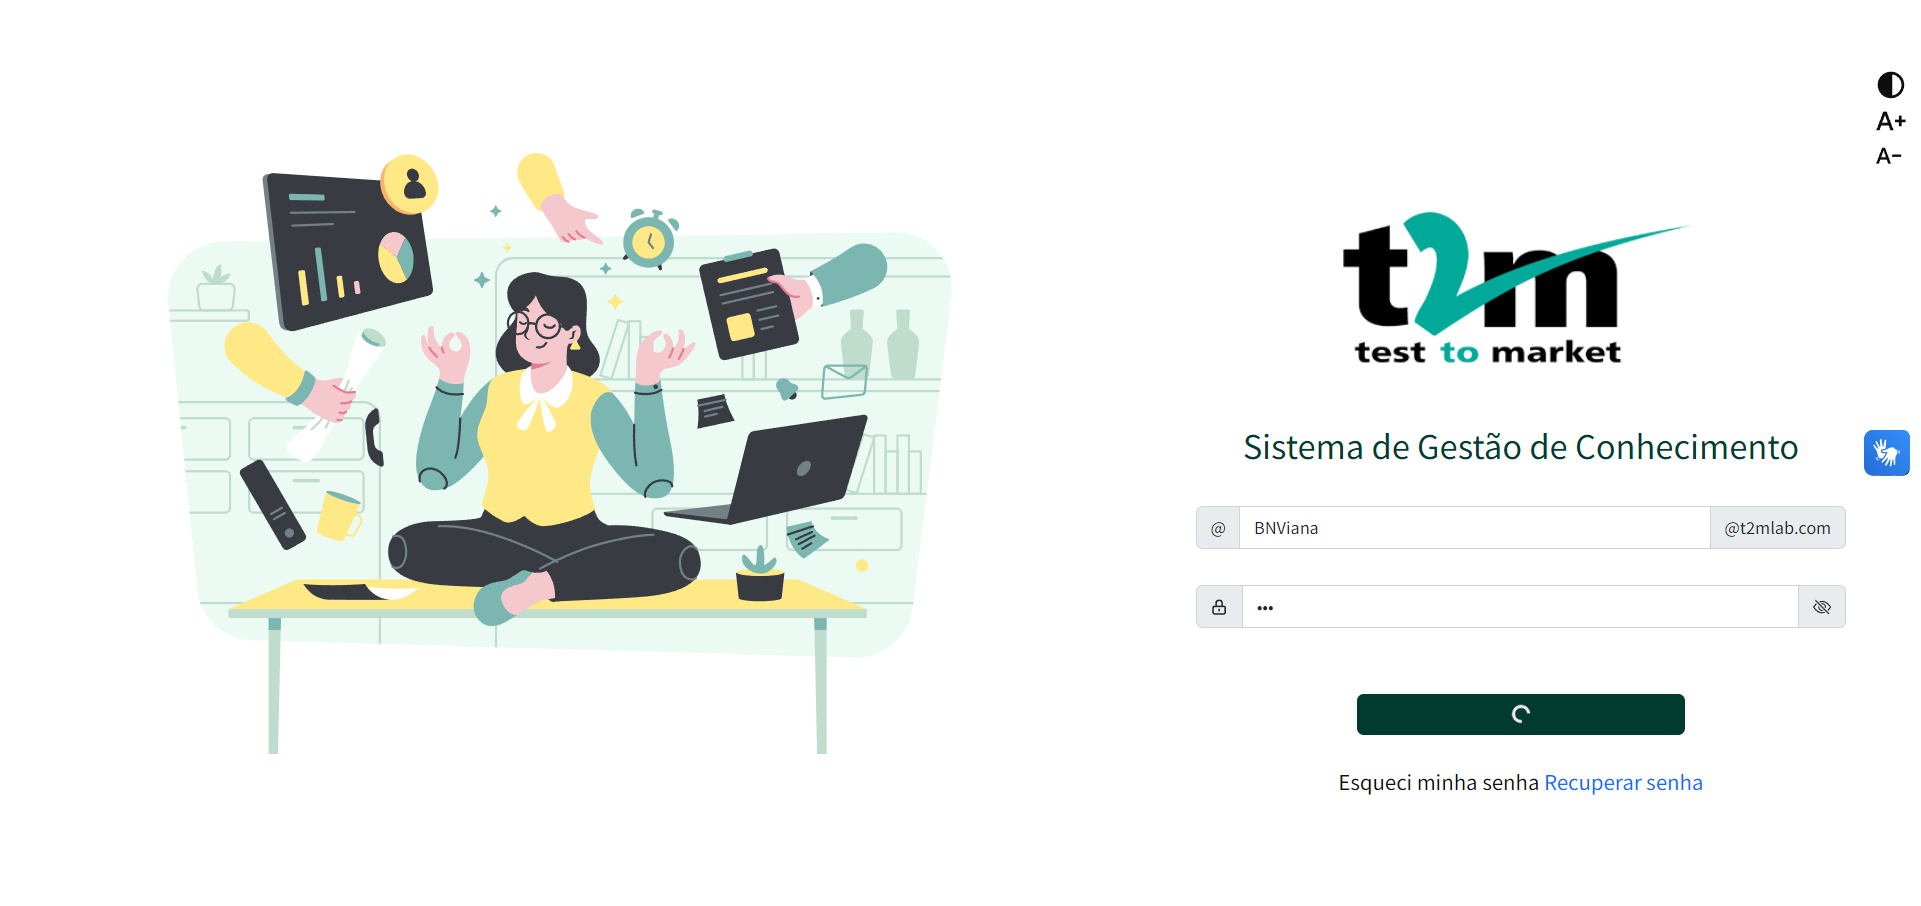 A+
A-
t2m
test to market
Sistema de Gestão de Conhecimento
@ BNViana @t2mlab.com
•••
Esqueci minha senha Recuperar senha